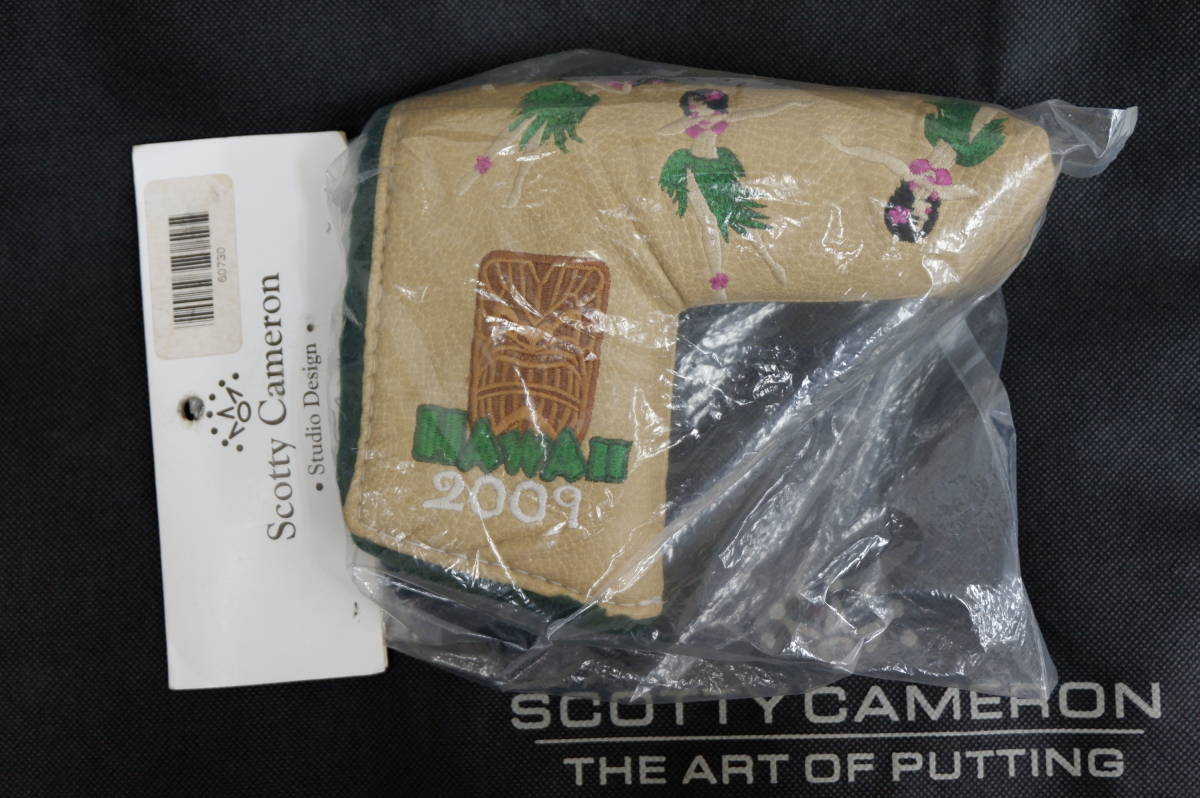 60730
Scotty Cameron
• Studio Design •
HAWAII
2009
SCOTTY CAMERON
THE ART OF PUTTING